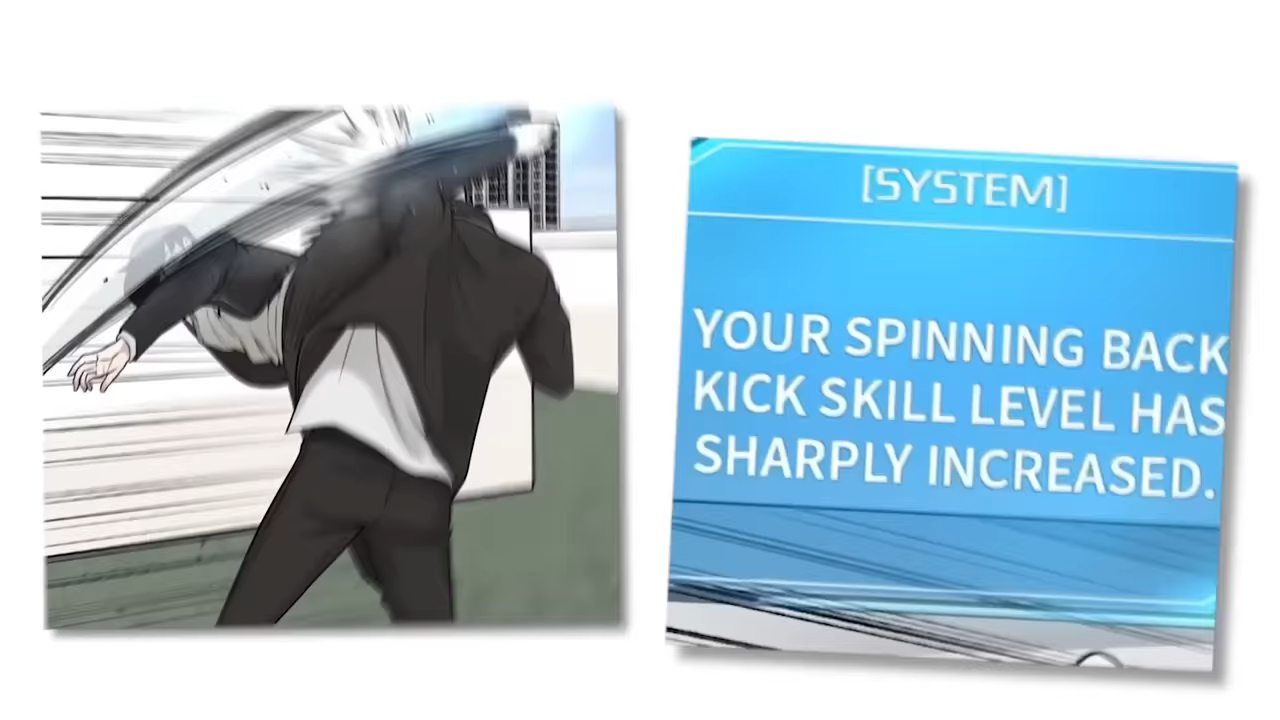 [SYSTEM]
YOUR SPINNING BACK
KICK SKILL LEVEL HAS
SHARPLY INCREASED.